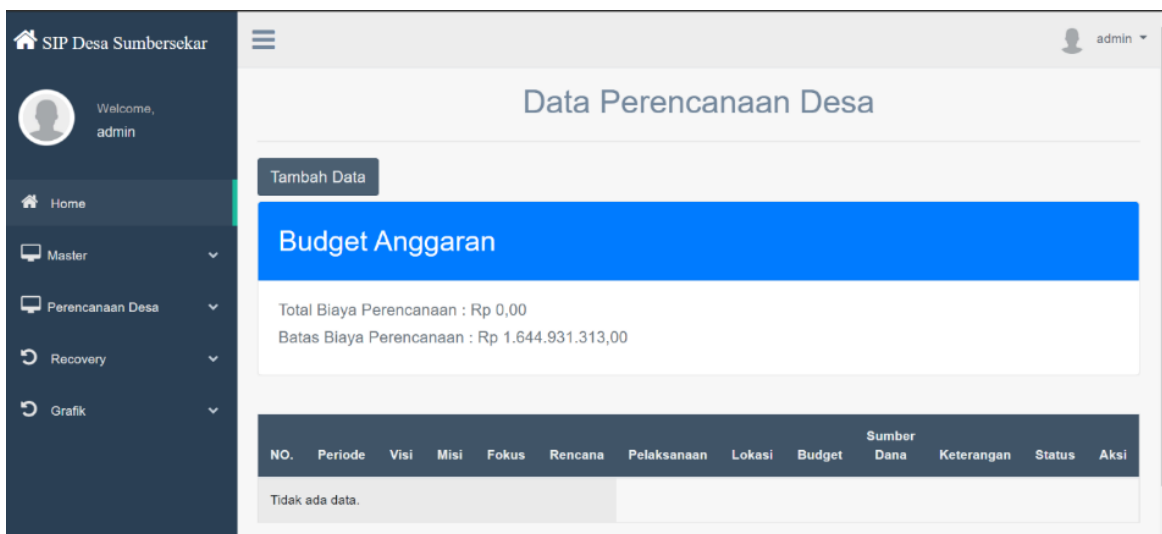 SIP Desa Sumbersekar
admin
Welcome,
admin
Home
Master
Perencanaan Desa
Recovery
Grafik
Data Perencanaan Desa
Tambah Data
Budget Anggaran
Total Biaya Perencanaan : Rp 0,00
Batas Biaya Perencanaan : Rp 1.644.931.313,00
NO. Periode Visi Misi Fokus Rencana Pelaksanaan Lokasi Budget Sumber Dana Keterangan Status Aksi
Tidak ada data.